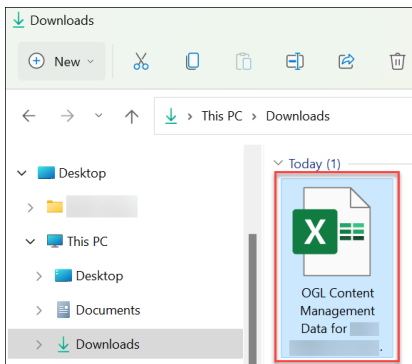 Downloads
New
This PC > Downloads
Today (1)
Desktop
This PC
Desktop
Documents
Downloads
X
OGL Content
Management
Data for
.